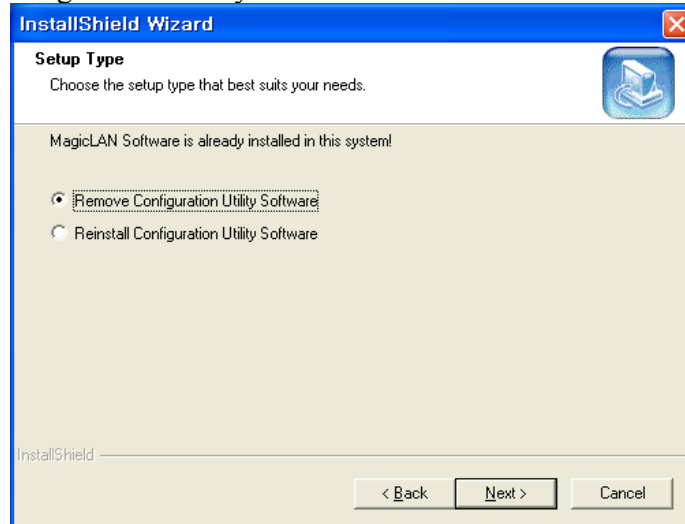 InstallShield Wizard
Setup Type
Choose the setup type that best suits your needs.
MagicLAN Software is already installed in this system!
Remove Configuration Utility Software
Reinstall Configuration Utility Software
InstallShield
< Back Next > Cancel